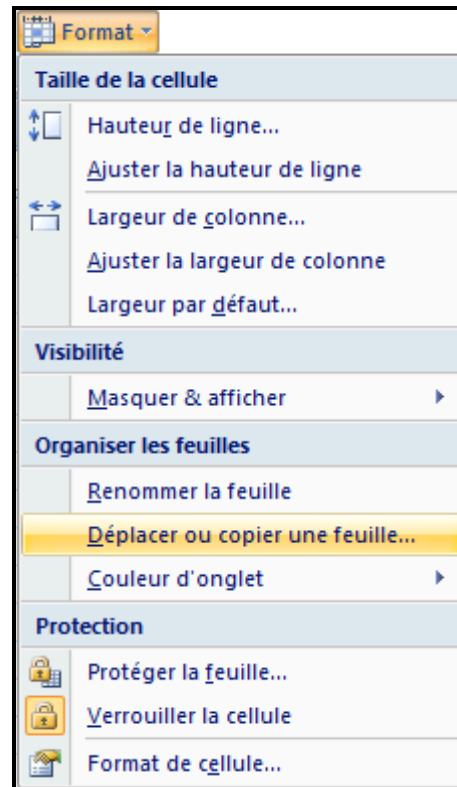 Format
Taille de la cellule
Hauteur de ligne...
Ajuster la hauteur de ligne
Largeur de colonne...
Ajuster la largeur de colonne
Largeur par défaut...
Visibilité
Masquer & afficher
Organiser les feuilles
Renommer la feuille
Déplacer ou copier une feuille...
Couleur d'onglet
Protection
Protéger la feuille...
Verrouiller la cellule
Format de cellule...